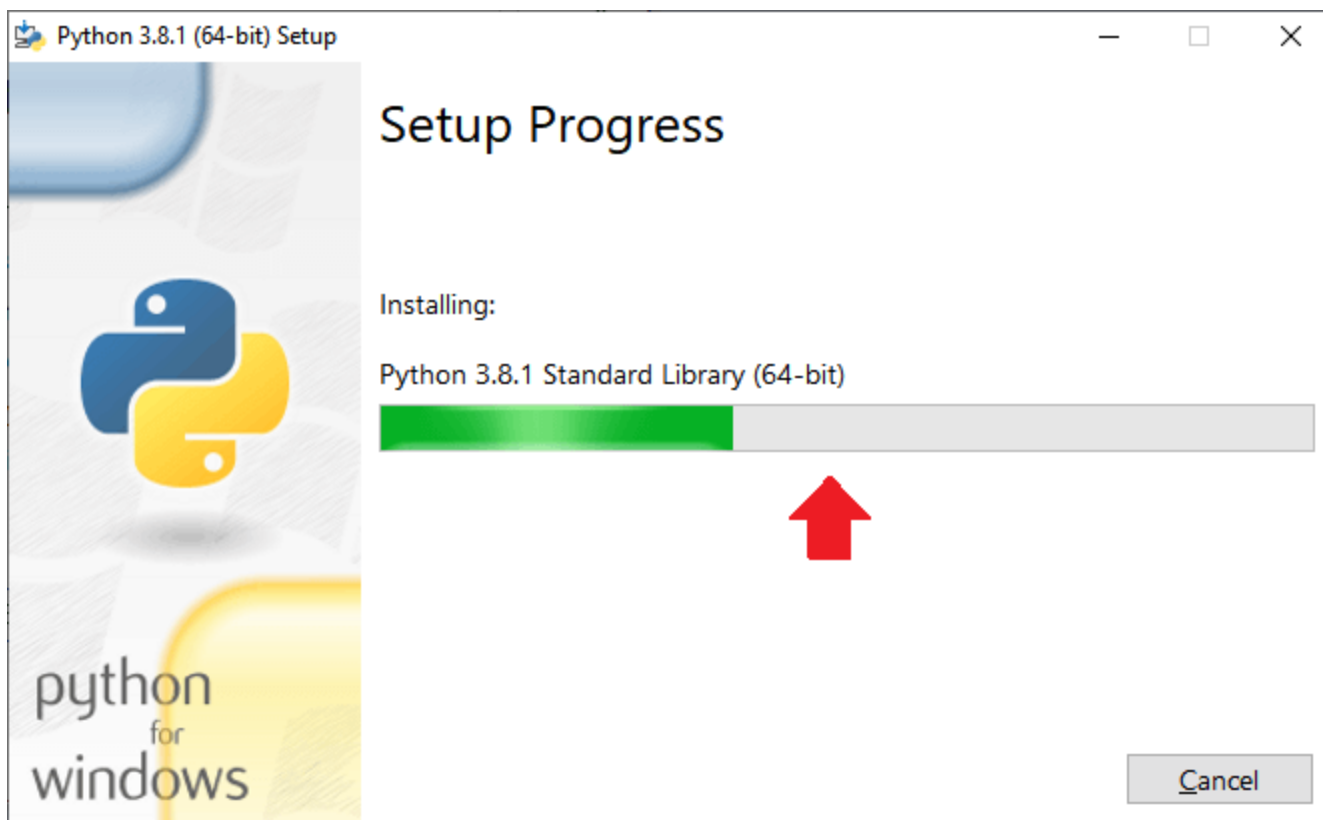 Python 3.8.1 (64-bit) Setup
Setup Progress
Installing:
Python 3.8.1 Standard Library (64-bit)
python
for
windows
Cancel